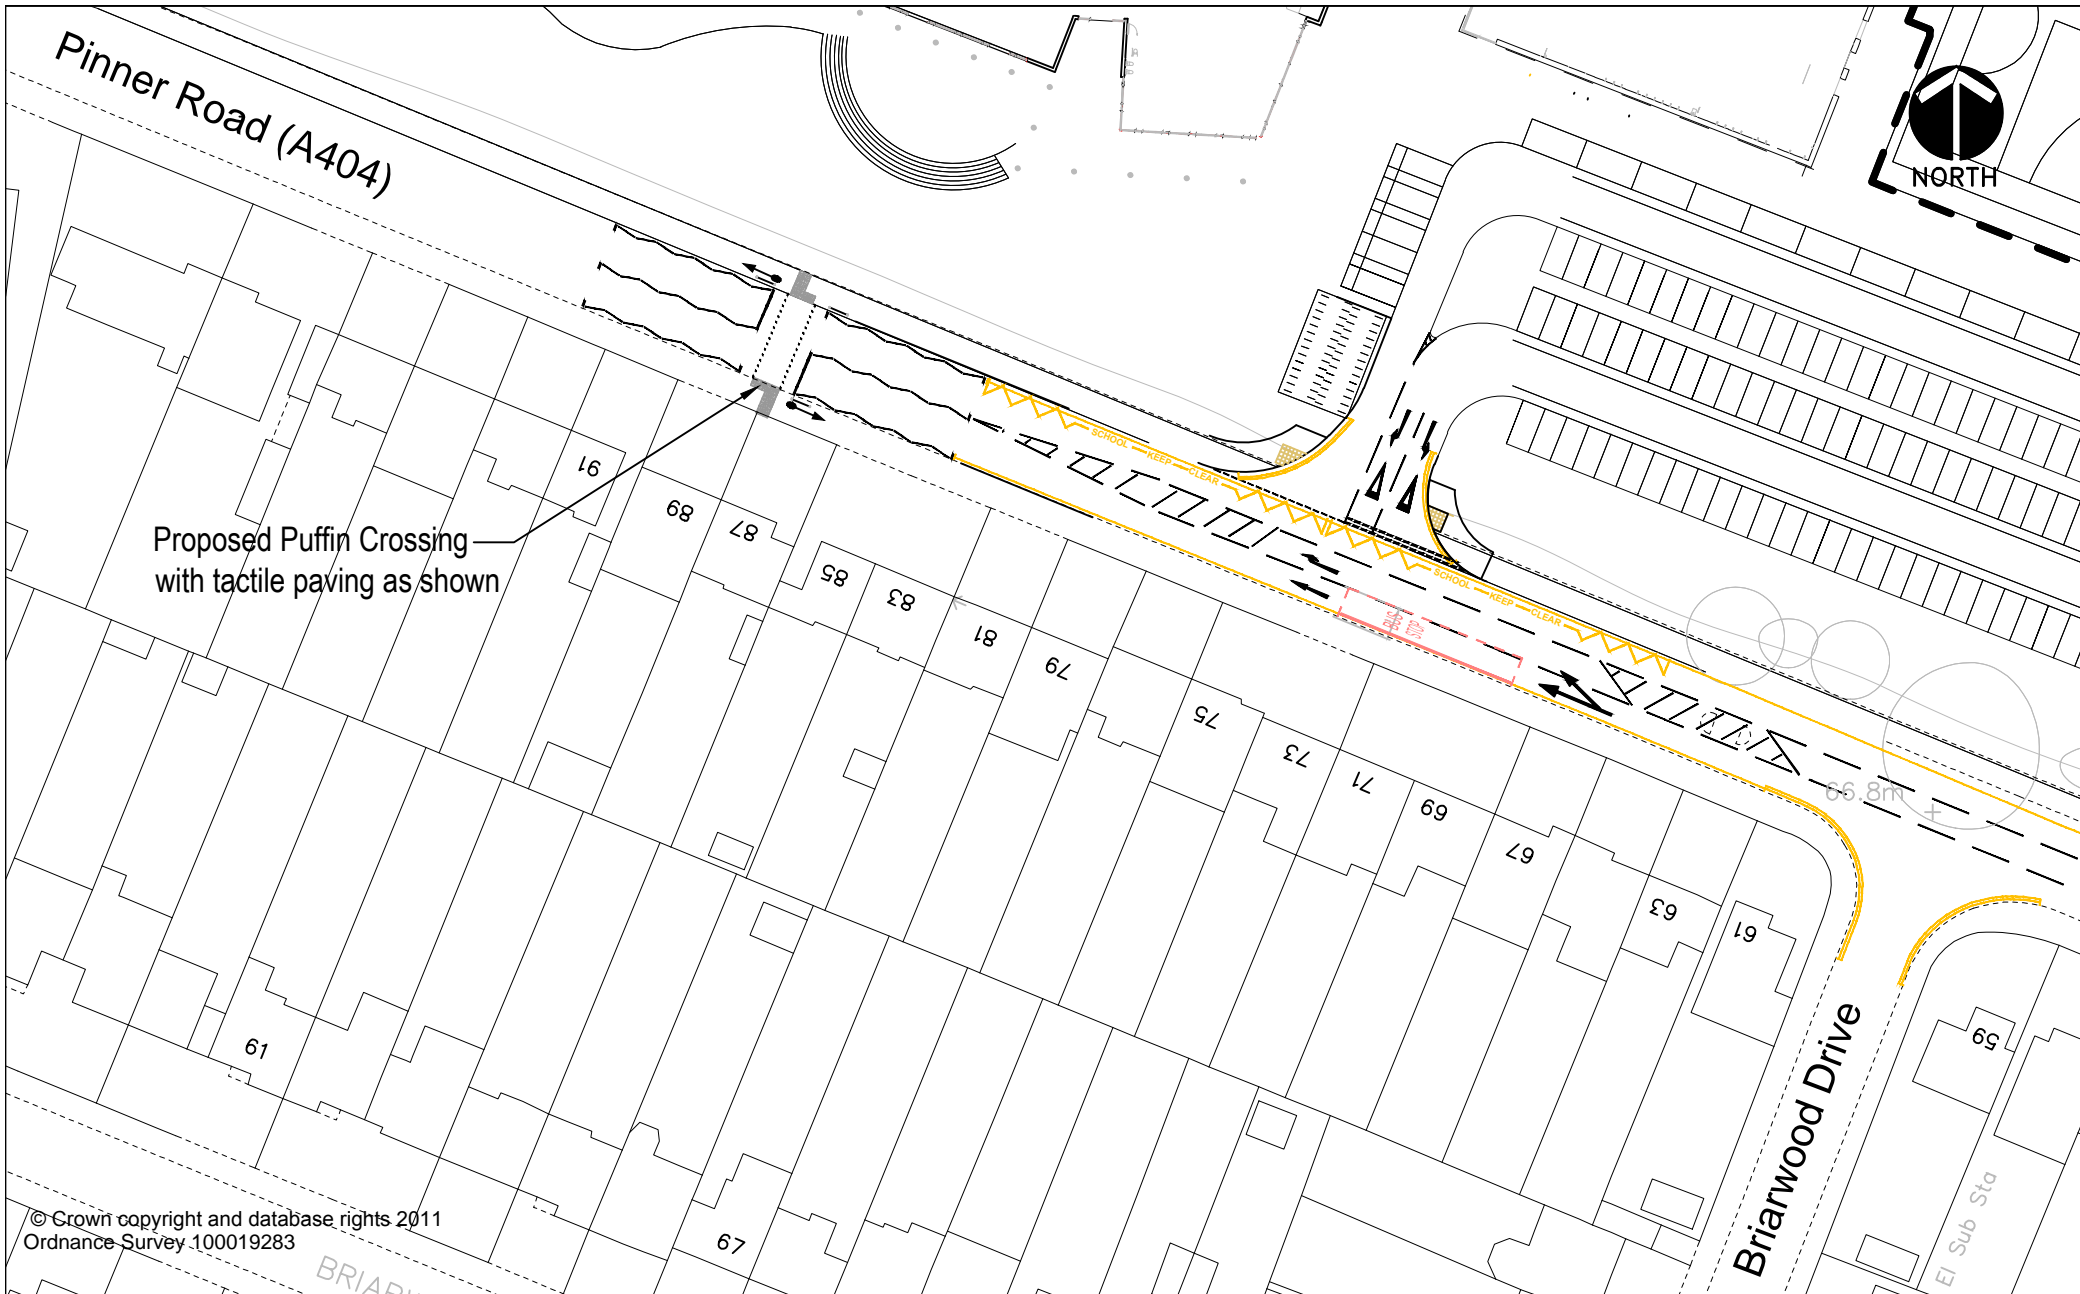 Pinner Road (A404)
NORTH
SCHOOL KEEP CLEAR
91
89
87
85
83
81
79
75
73
71
69
67
63
61
59
Proposed Puffin Crossing
with tactile paving as shown
SCHOOL KEEP CLEAR
BUS
STOP
66.8m
61
67
Briarwood Drive
El Sub Sta
© Crown copyright and database rights 2011
Ordnance Survey 100019283